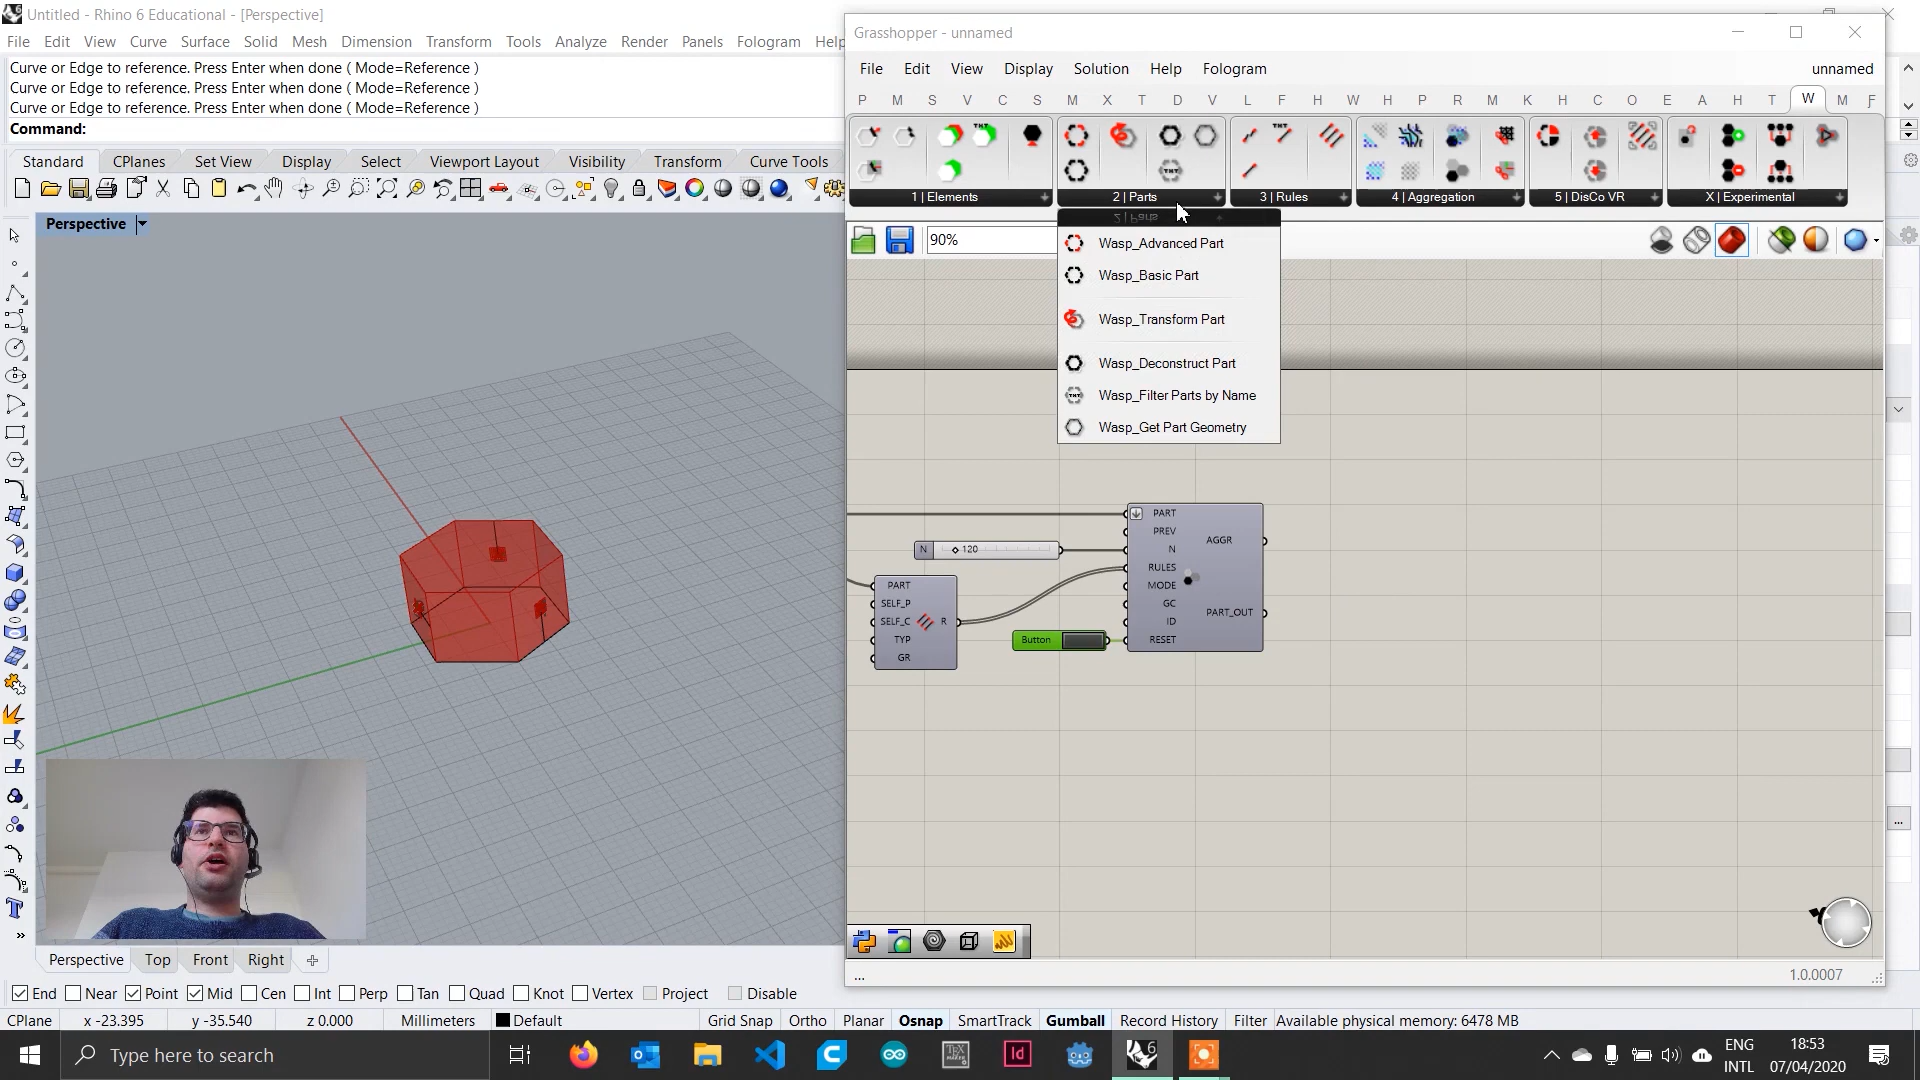 Untitled - Rhino 6 Educational - [Perspective]
File Edit View Curve Surface Solid Mesh Dimension Transform Tools Analyze Render Panels Fologram Help
Curve or Edge to reference. Press Enter when done ( Mode=Reference )
Curve or Edge to reference. Press Enter when done ( Mode=Reference )
Curve or Edge to reference. Press Enter when done ( Mode=Reference )
Command:
Standard CPlanes Set View Display Select Viewport Layout Visibility Transform Curve Tools
Perspective
Grasshopper - unnamed
File Edit View Display Solution Help Fologram unnamed
P M S V C S M X T D V L F H W H P R M K H C O E A H T W M F
1 | Elements 2 | Parts 3 | Rules 4 | Aggregation 5 | DisCo VR X | Experimental
2 | Parts
90%
Wasp_Advanced Part
Wasp_Basic Part
Wasp_Transform Part
Wasp_Deconstruct Part
Wasp_Filter Parts by Name
Wasp_Get Part Geometry
N 120
PART
SELF_P
SELF_C
TYP
GR
R
Button
PART
PREV
N
RULES
MODE
GC
ID
RESET
AGGR
PART_OUT
...
1.0.0007
Perspective Top Front Right
End Near Point Mid Cen Int Perp Tan Quad Knot Vertex Project Disable
CPlane x -23.395 y -35.540 z 0.000 Millimeters Default Grid Snap Ortho Planar Osnap SmartTrack Gumball Record History Filter Available physical memory: 6478 MB
Type here to search
ENG
INTL
18:53
07/04/2020